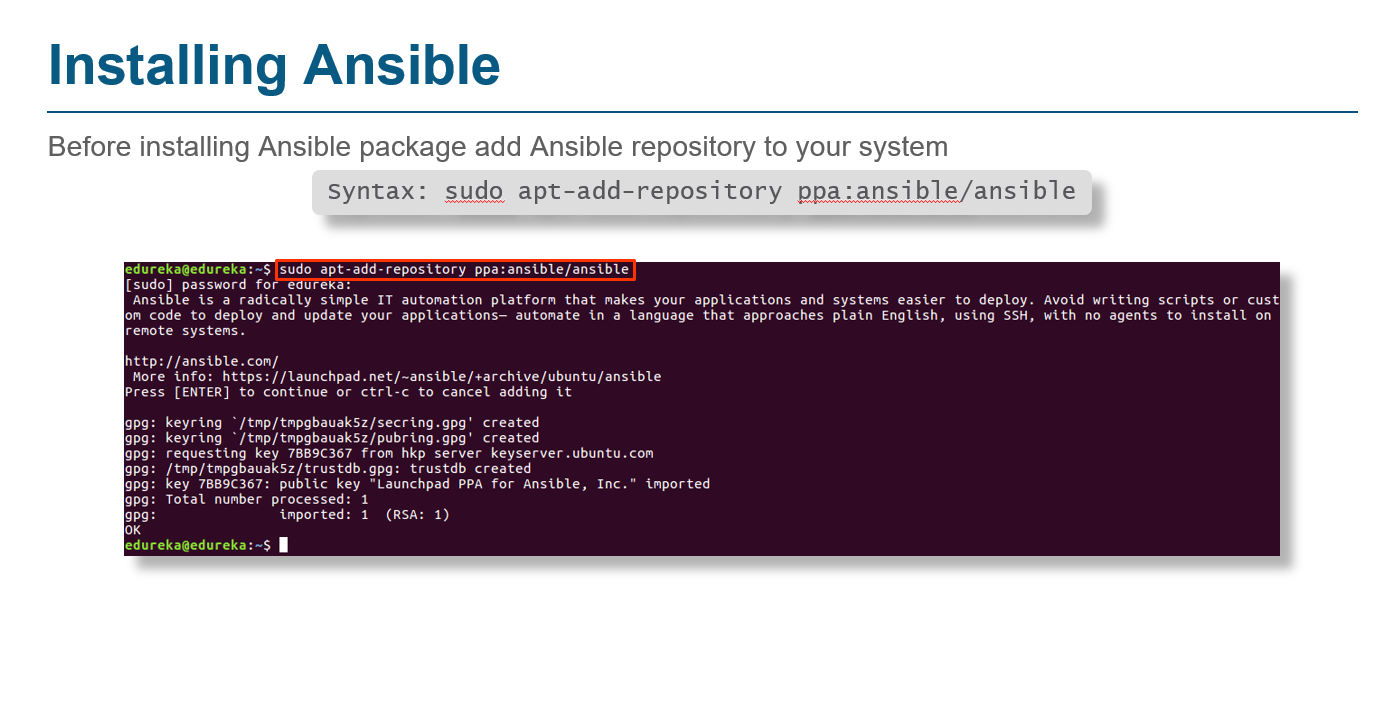 Installing Ansible
Before installing Ansible package add Ansible repository to your system
Syntax: sudo apt-add-repository ppa:ansible/ansible
edureka@edureka:~$ sudo apt-add-repository ppa:ansible/ansible
[sudo] password for edureka:
 Ansible is a radically simple IT automation platform that makes your applications and systems easier to deploy. Avoid writing scripts or cust
om code to deploy and update your applications— automate in a language that approaches plain English, using SSH, with no agents to install on
remote systems.
http://ansible.com/
 More info: https://launchpad.net/~ansible/+archive/ubuntu/ansible
Press [ENTER] to continue or ctrl-c to cancel adding it
gpg: keyring `/tmp/tmpgbauak5z/secring.gpg' created
gpg: keyring `/tmp/tmpgbauak5z/pubring.gpg' created
gpg: requesting key 7BB9C367 from hkp server keyserver.ubuntu.com
gpg: /tmp/tmpgbauak5z/trustdb.gpg: trustdb created
gpg: key 7BB9C367: public key "Launchpad PPA for Ansible, Inc." imported
gpg: Total number processed: 1
gpg:               imported: 1  (RSA: 1)
OK
edureka@edureka:~$